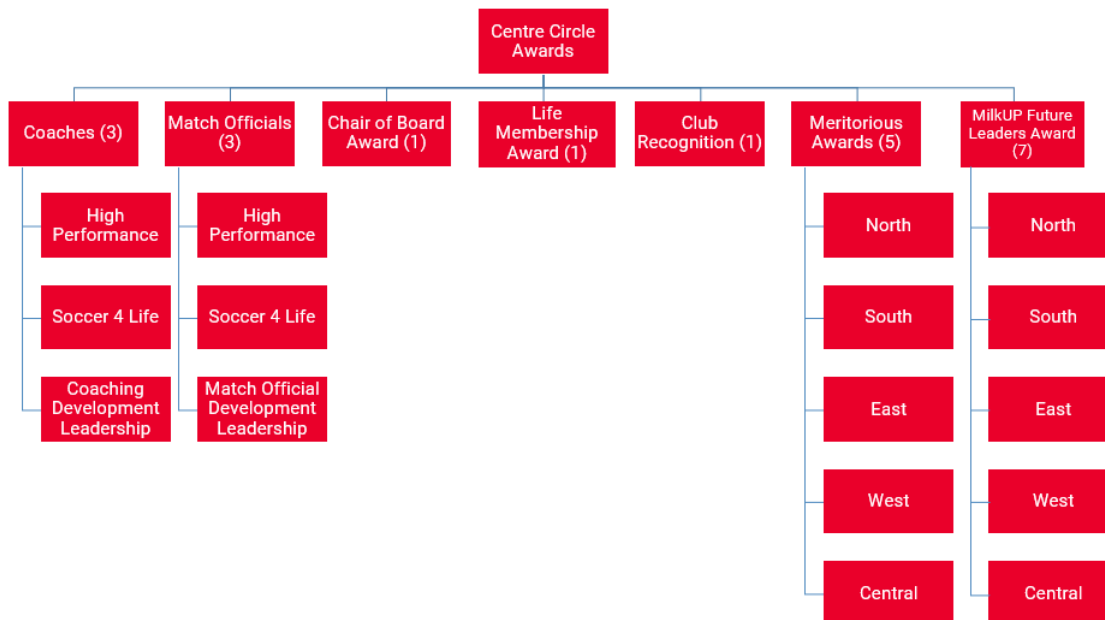 Centre Circle
Awards
Coaches (3)
Match Officials
(3)
Chair of Board
Award (1)
Life
Membership
Award (1)
Club
Recognition (1)
Meritorious
Awards (5)
MilkUP Future
Leaders Award
(7)
High
Performance
Soccer 4 Life
Coaching
Development
Leadership
High
Performance
Soccer 4 Life
Match Official
Development
Leadership
North
South
East
West
Central
North
South
East
West
Central